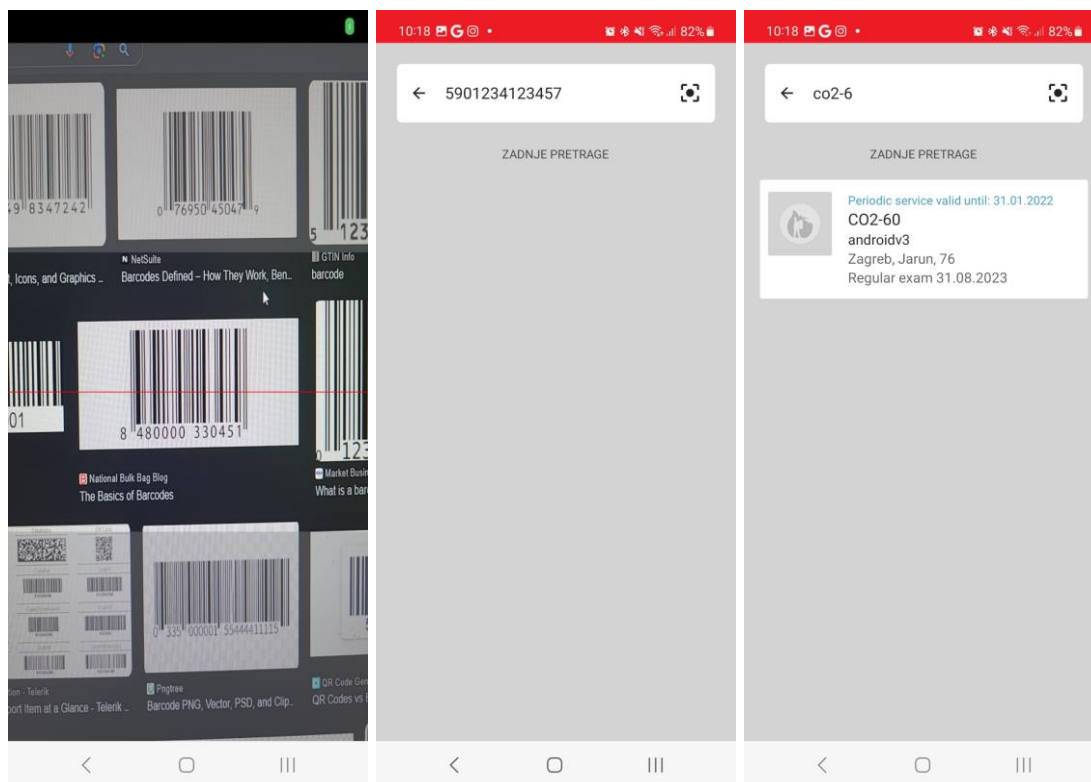 49 8347242
0 76950 45047 9
5 123
NetSuite
GTIN Info
, Icons, and Graphics ...
Barcodes Defined – How They Work, Ben...
barcode
01
8 480000 330451
0 123
National Bulk Bag Blog
The Basics of Barcodes
Market Busin
What is a bar
0 335 000001 55444411115
tion - Telerik
port Item at a Glance - Telerik ...
Pngtree
Barcode PNG, Vector, PSD, and Clip...
QR Code Gen
QR Codes vs
10:18
82%
5901234123457
ZADNJE PRETRAGE
10:18
82%
co2-6
ZADNJE PRETRAGE
Periodic service valid until: 31.01.2022
CO2-60
androidv3
Zagreb, Jarun, 76
Regular exam 31.08.2023